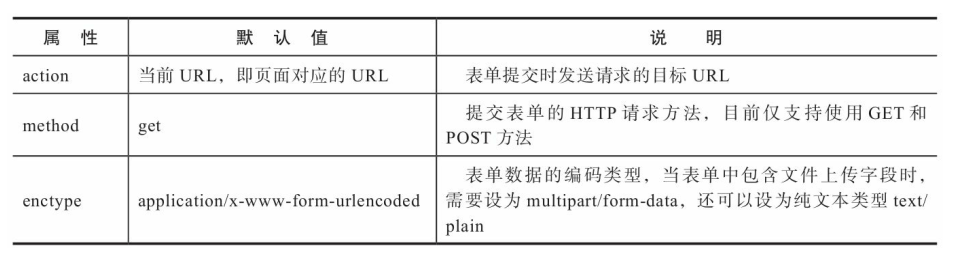 属 性 默 认 值 说 明
action 当前 URL，即页面对应的 URL 表单提交时发送请求的目标 URL
提交表单的 HTTP 请求方法，目前仅支持使用 GET 和
method get
POST 方法
表单数据的编码类型，当表单中包含文件上传字段时，
enctype application/x-www-form-urlencoded 需要设为 multipart/form-data，还可以设为纯文本类型 text/
plain